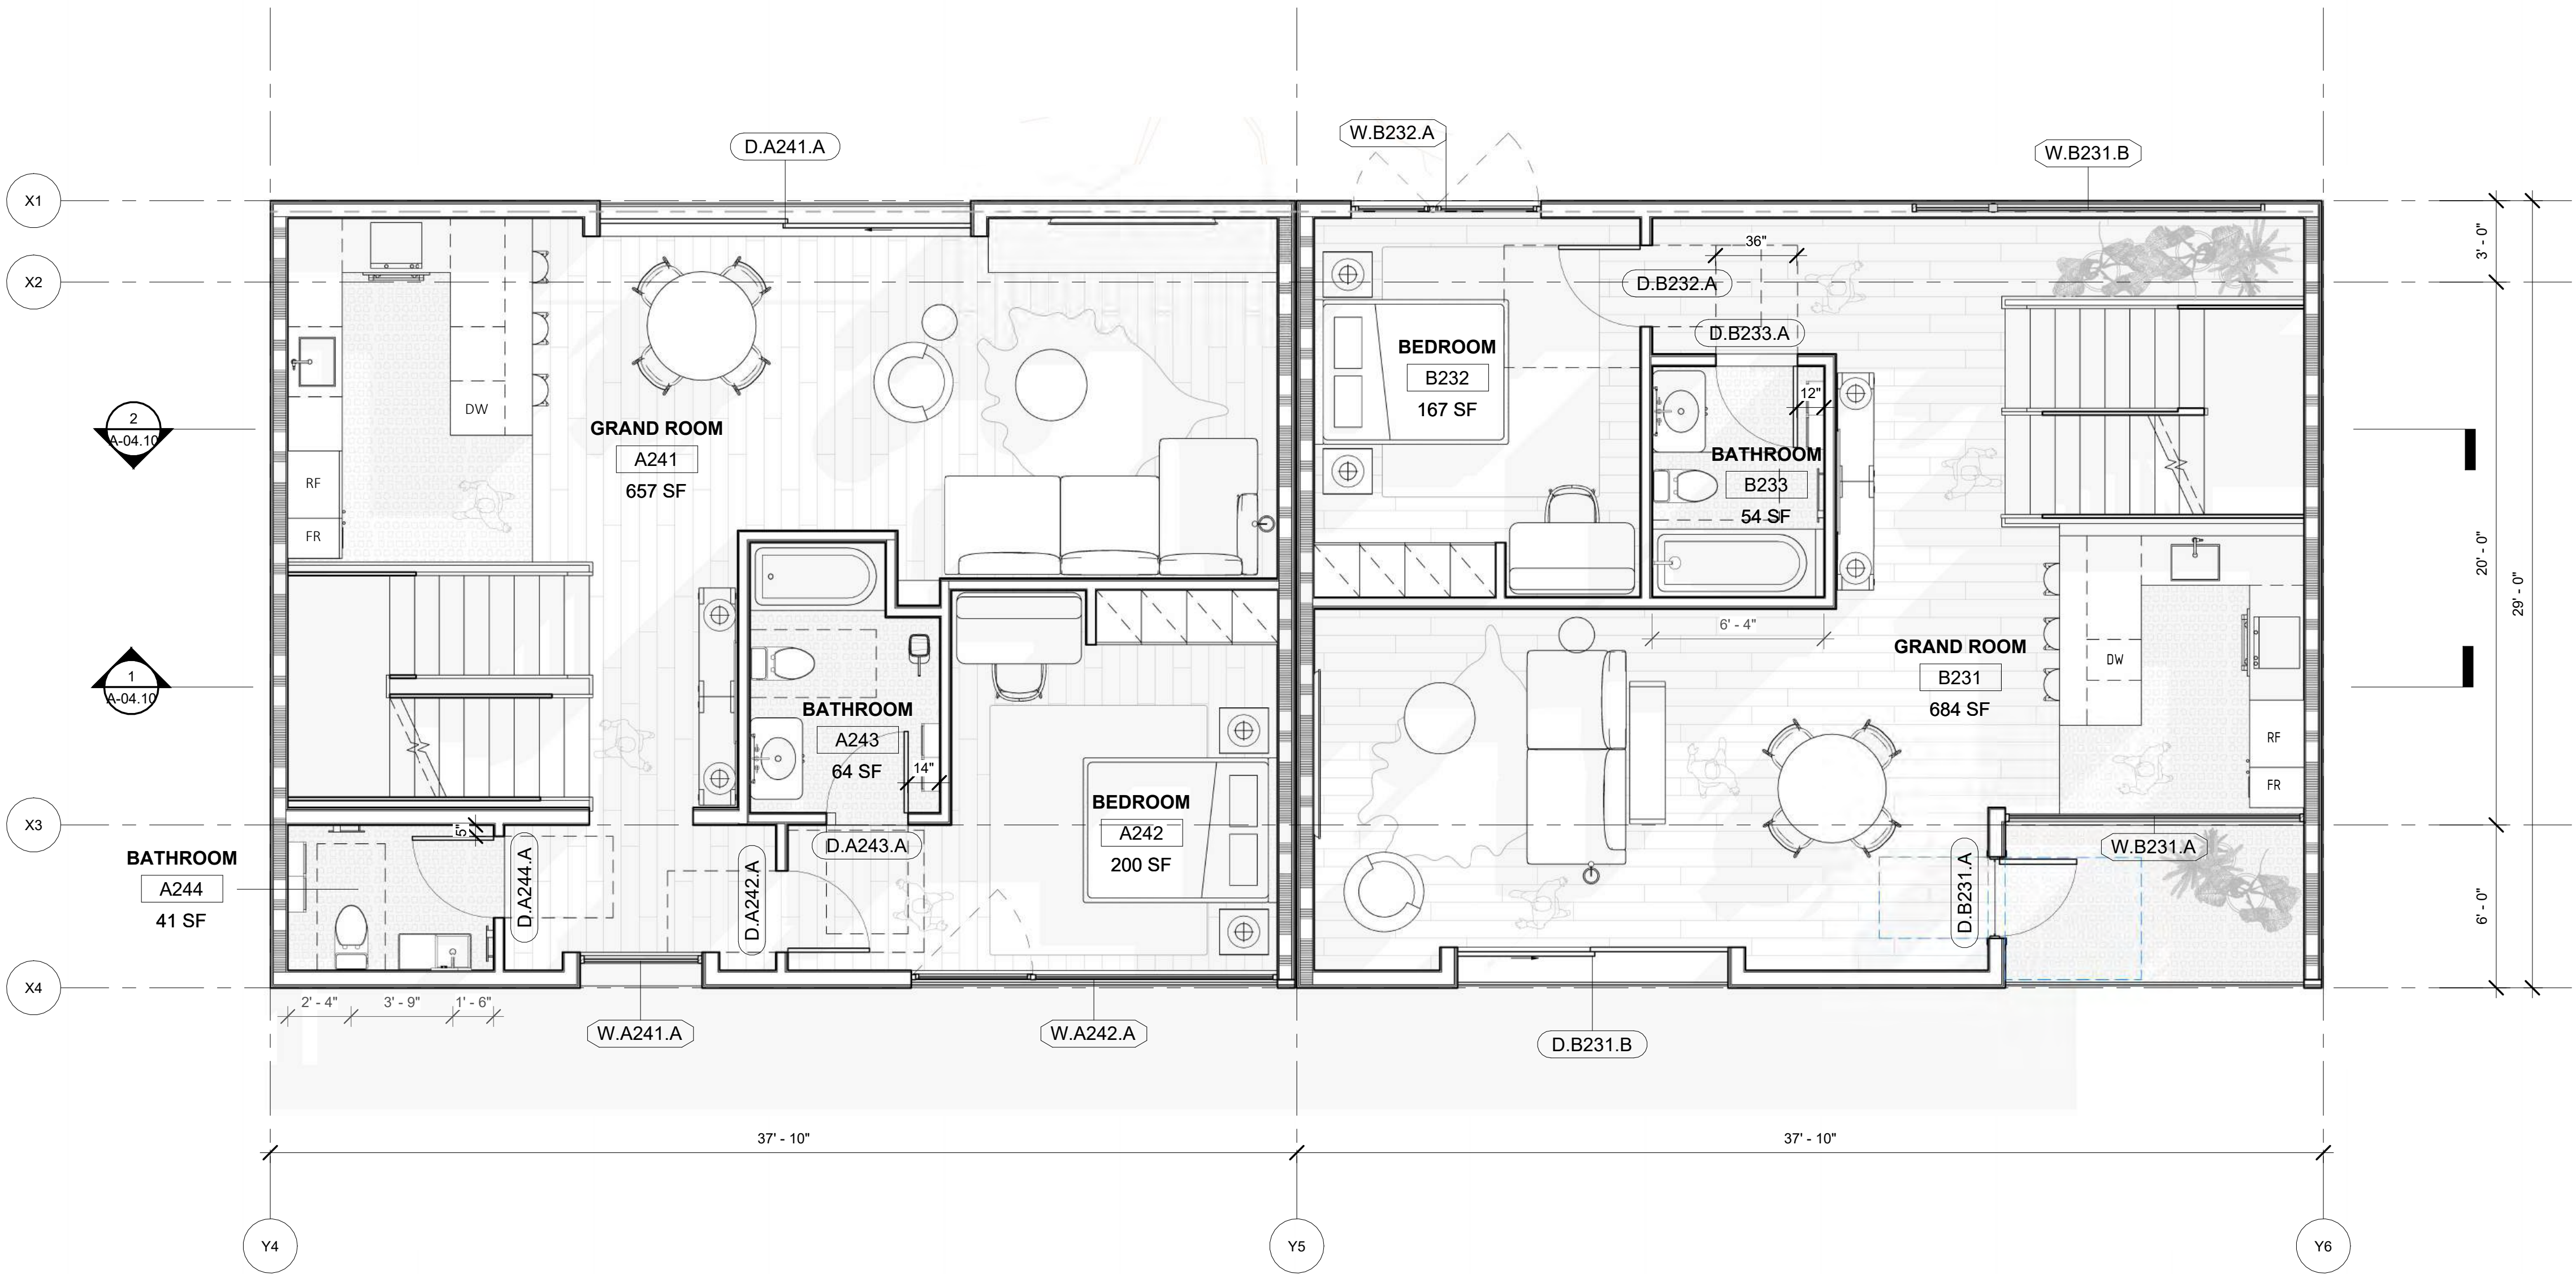 W.B232.A
D.A241.A
W.B231.B
X1
X2
X3
X4
36"
D.B232.A
D.B233.A
12"
DW
RF
FR
GRAND ROOM
A241
657 SF
BEDROOM
B232
167 SF
BATHROOM
B233
54 SF
2
A-04.10
1
A-04.10
6' - 4"
GRAND ROOM
B231
684 SF
DW
RF
FR
BATHROOM
A243
64 SF
14"
BEDROOM
A242
200 SF
D.A243.A
BATHROOM
A244
41 SF
5"
D.A244.A
D.A242.A
D.B231.A
W.B231.A
3' - 0"
20' - 0"
29' - 0"
6' - 0"
2' - 4"
3' - 9"
1' - 6"
W.A241.A
W.A242.A
D.B231.B
37' - 10"
37' - 10"
Y4
Y5
Y6